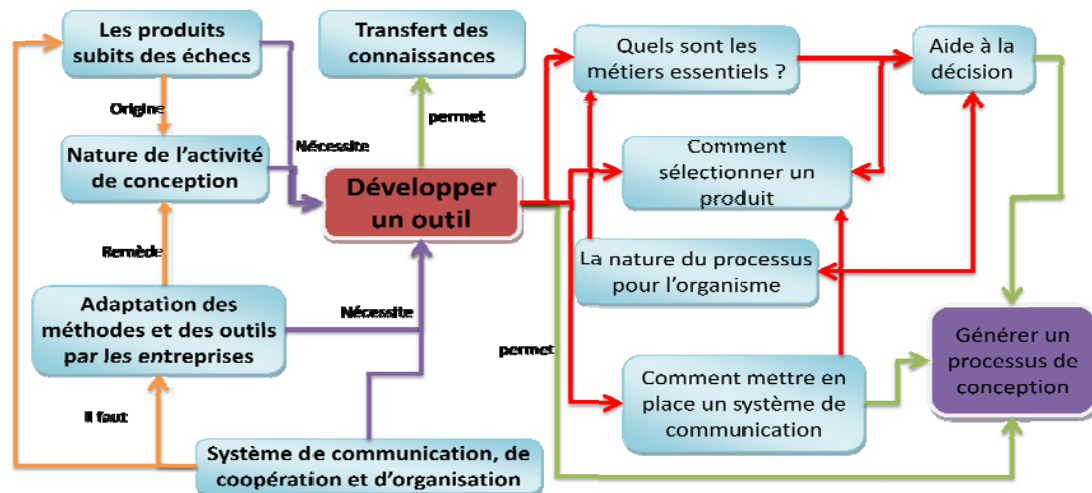 Les produits
subits des échecs
Origine
Nature de l'activité
de conception
Remède
Adaptation des
méthodes et des outils
par les entreprises
Il faut
Système de communication, de
coopération et d'organisation
Nécessite
Nécessite
Transfert des
connaissances
permet
Développer
un outil
permet
Quels sont les
métiers essentiels ?
Comment
sélectionner un
produit
La nature du processus
pour l'organisme
Comment mettre en
place un système de
communication
Aide à la
décision
Générer un
processus de
conception